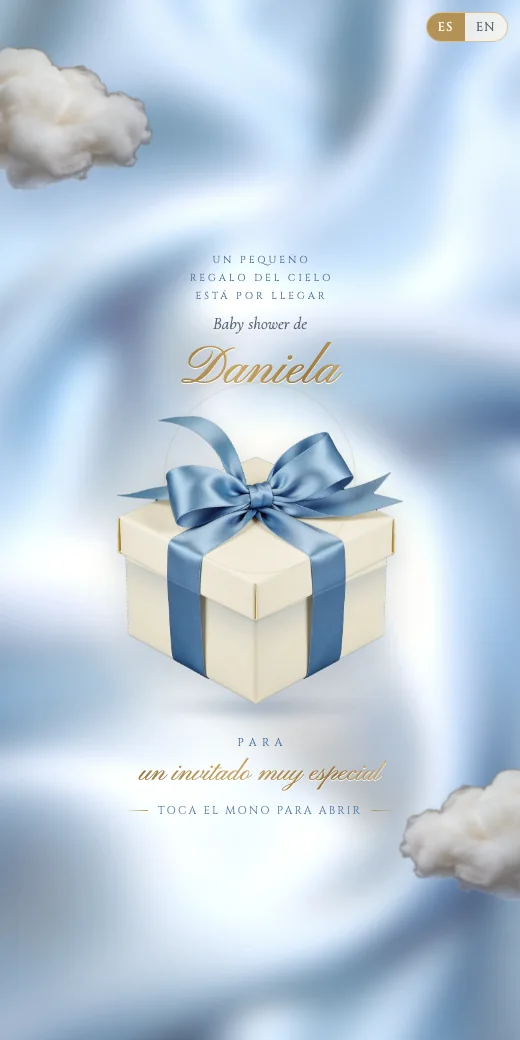 ES EN
UN PEQUENO
REGALO DEL CIELO
ESTÁ POR LLEGAR
Baby shower de
Daniela
PARA
un invitado muy especial
TOCA EL MONO PARA ABRIR